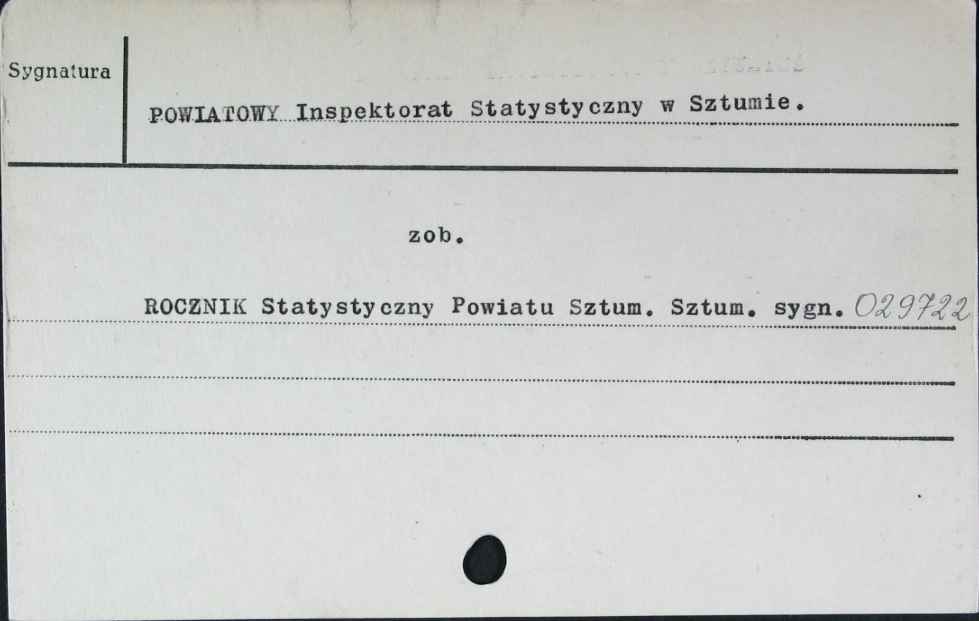 Sygnatura
POWIATOWY Inspektorat Statystyczny w Sztumie.
zob.
ROCZNIK Statystyczny Powiatu Sztum. Sztum. sygn. 029722